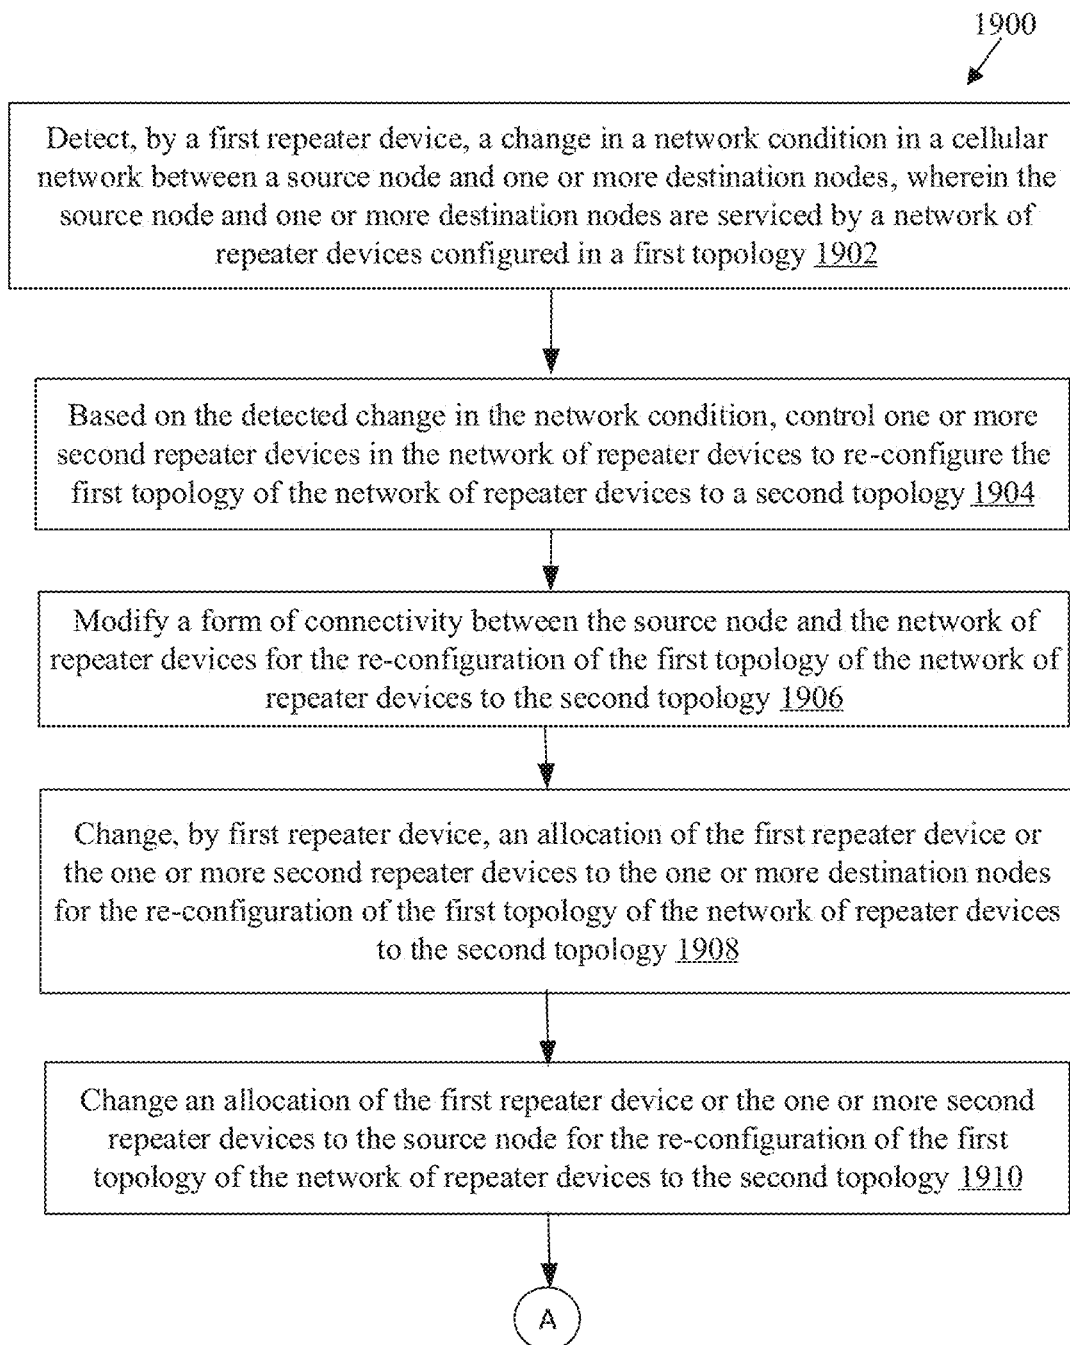 1900
Detect, by a first repeater device, a change in a network condition in a cellular
network between a source node and one or more destination nodes, wherein the
source node and one or more destination nodes are serviced by a network of
repeater devices configured in a first topology 1902
Based on the detected change in the network condition, control one or more
second repeater devices in the network of repeater devices to re-configure the
first topology of the network of repeater devices to a second topology 1904
Modify a form of connectivity between the source node and the network of
repeater devices for the re-configuration of the first topology of the network of
repeater devices to the second topology 1906
Change, by first repeater device, an allocation of the first repeater device or
the one or more second repeater devices to the one or more destination nodes
for the re-configuration of the first topology of the network of repeater devices
to the second topology 1908
Change an allocation of the first repeater device or the one or more second
repeater devices to the source node for the re-configuration of the first
topology of the network of repeater devices to the second topology 1910
A